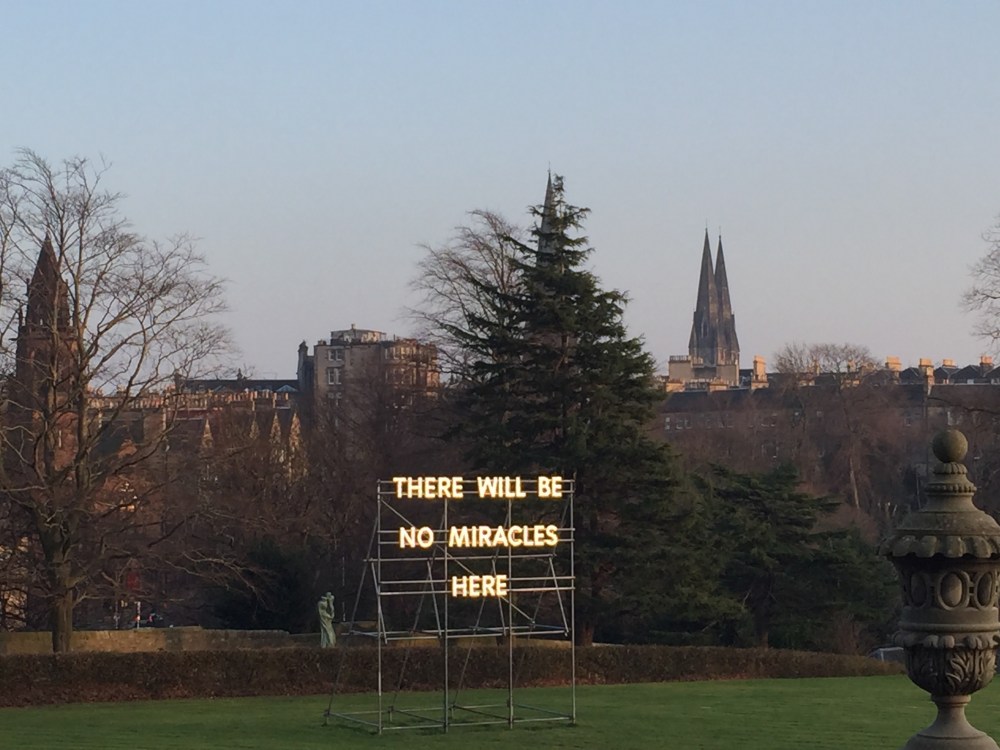 THERE WILL BE
NO MIRACLES
HERE